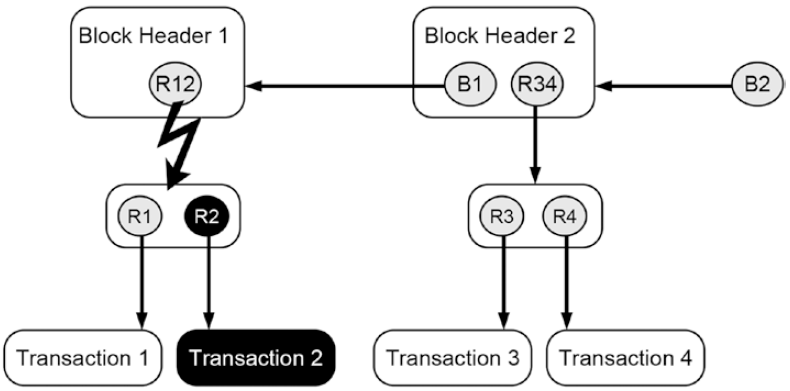 Block Header 1
Block Header 2
R12
B1
R34
B2
R1
R2
R3
R4
Transaction 1
Transaction 2
Transaction 3
Transaction 4